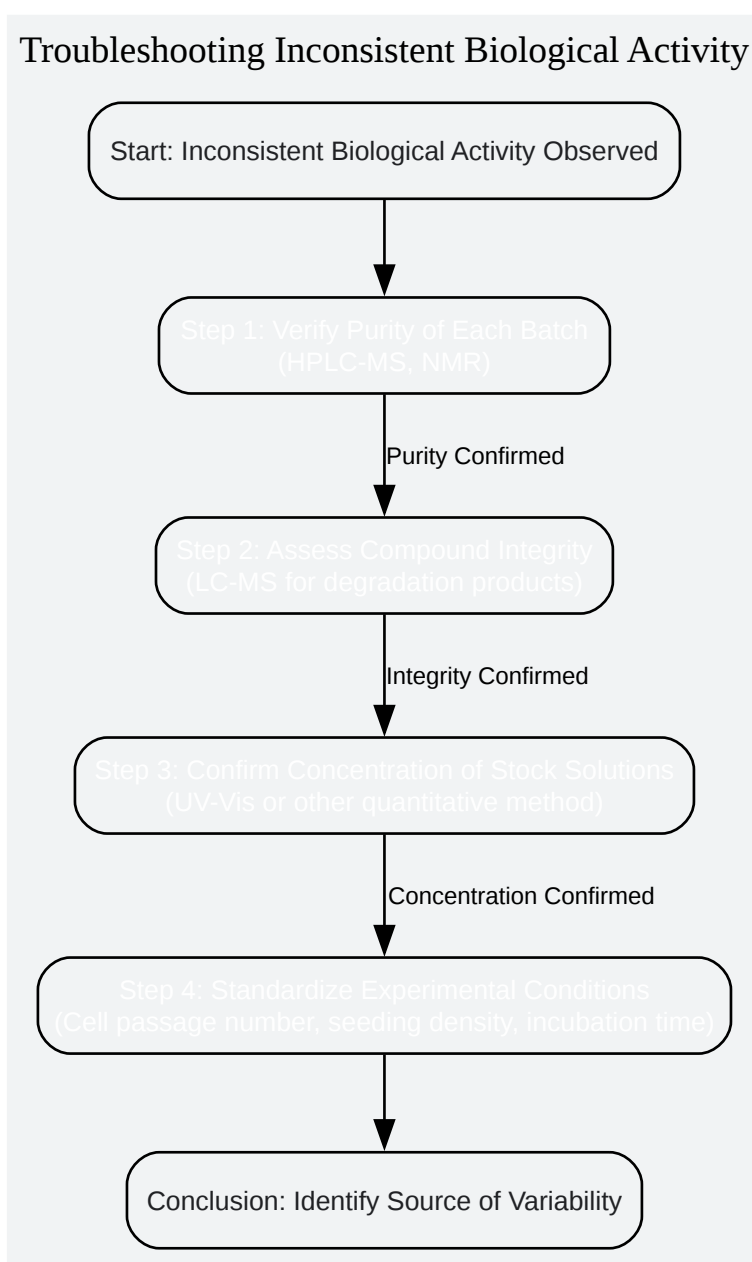 Troubleshooting Inconsistent Biological Activity
Start: Inconsistent Biological Activity Observed
Step 1: Verify Purity of Each Batch
(HPLC-MS, NMR)
Purity Confirmed
Step 2: Assess Compound Integrity
(LC-MS for degradation products)
Integrity Confirmed
Step 3: Confirm Concentration of Stock Solutions
(UV-Vis or other quantitative method)
Concentration Confirmed
Step 4: Standardize Experimental Conditions
(Cell passage number, seeding density, incubation time)
Conclusion: Identify Source of Variability